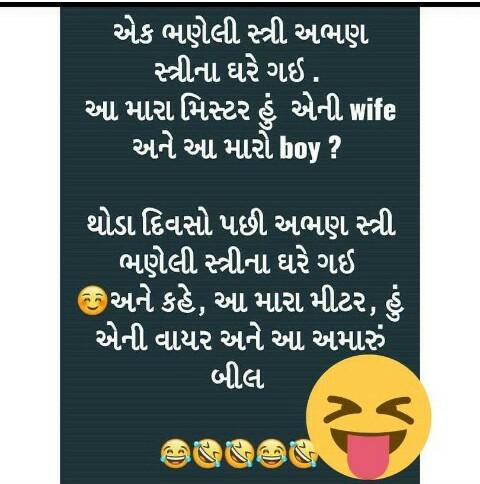 એક ભણેલી સ્ત્રી અભણ
સ્ત્રીના ઘરે ગઇ .
આ મારા મિસ્ટર હું એની wife
અને આ મારો boy ?
થોડા દિવસો પછી અભણ સ્ત્રી
ભણેલી સ્ત્રીના ઘરે ગઇ
☺️અને કહે, આ મારા મીટર, હું
એની વાયર અને આ અમારું
બીલ
😂🤣🤣😂🤣